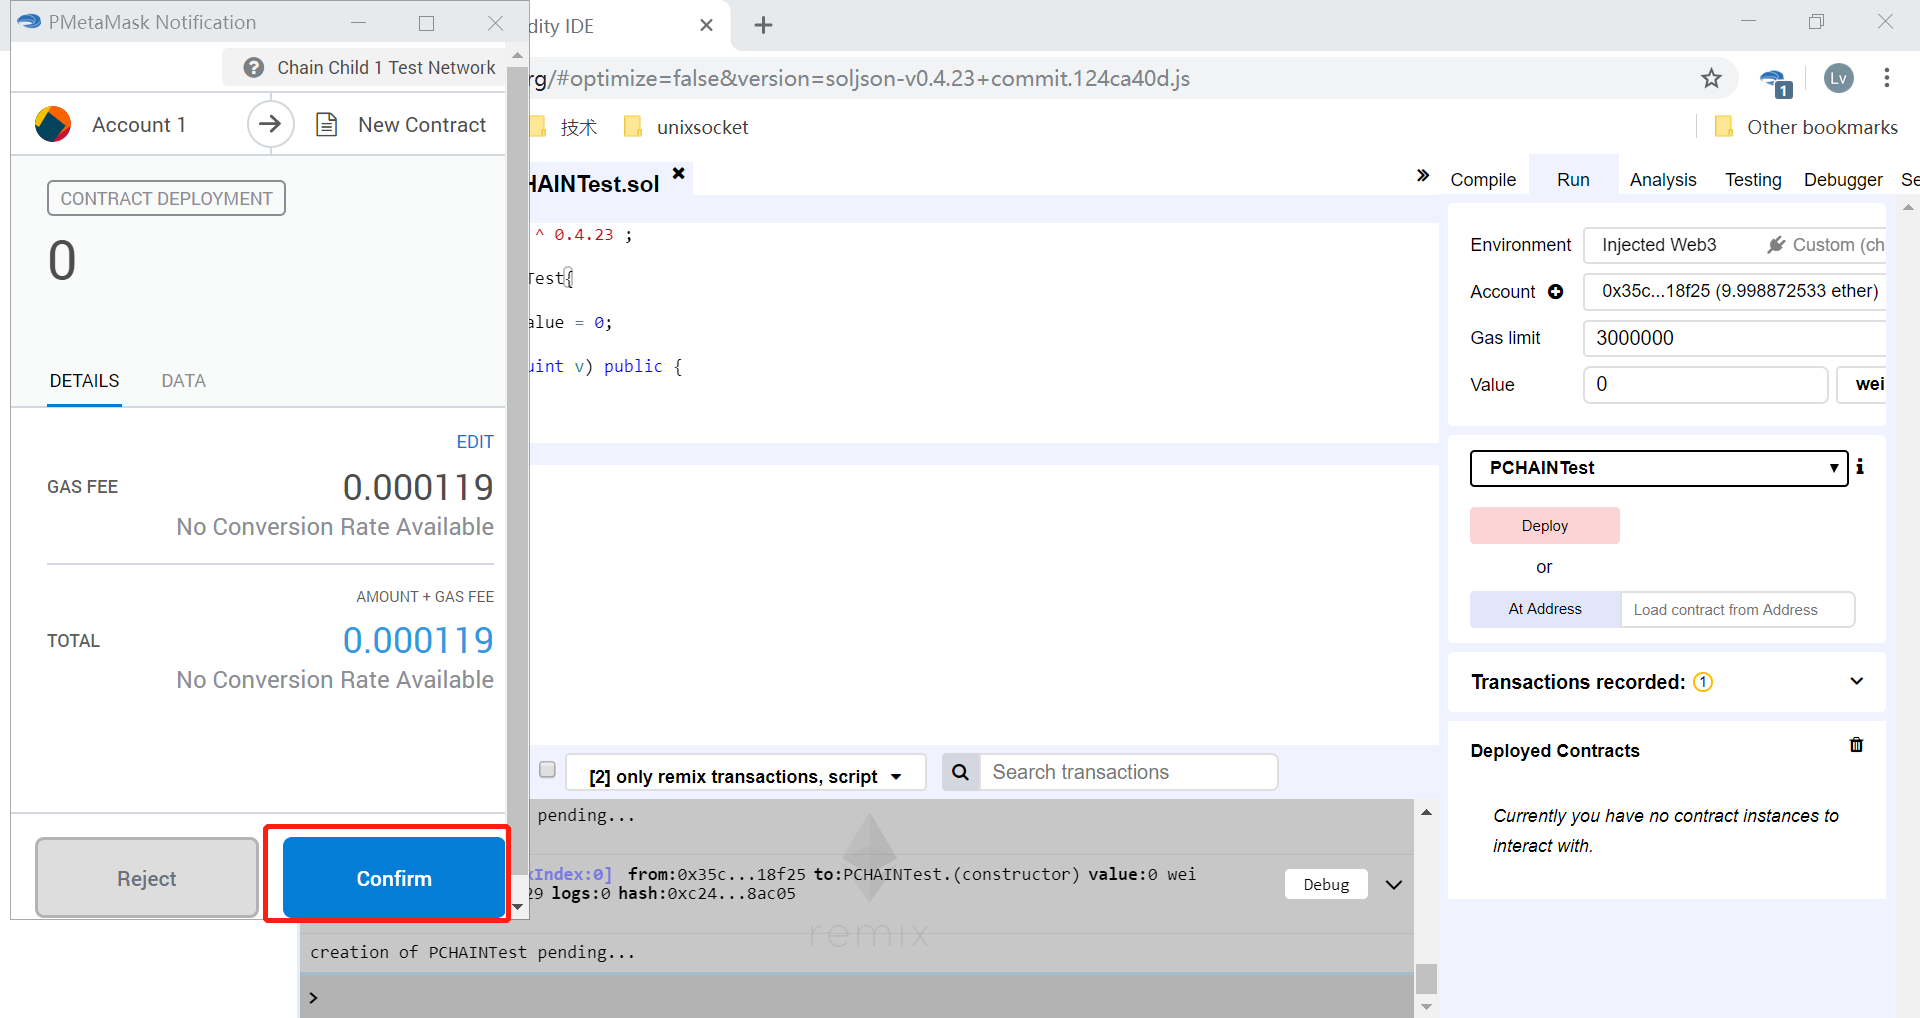 PMetaMask Notification
Chain Child 1 Test Network
Account 1
New Contract
CONTRACT DEPLOYMENT
0
DETAILS
DATA
EDIT
GAS FEE
0.000119
No Conversion Rate Available
AMOUNT + GAS FEE
TOTAL
0.000119
No Conversion Rate Available
Reject
Confirm
dity IDE
rg/#optimize=false&version=soljson-v0.4.23+commit.124ca40d.js
1
Lv
技术
unixsocket
Other bookmarks
HAINTest.sol
^ 0.4.23 ;
Test{
alue = 0;
uint v) public {
[2] only remix transactions, script
Search transactions
pending...
xIndex:0] from:0x35c...18f25 to:PCHAINTest.(constructor) value:0 wei
29 logs:0 hash:0xc24...8ac05
Debug
remix
creation of PCHAINTest pending...
>
Compile
Run
Analysis
Testing
Debugger
Se
Environment
Injected Web3
Custom (ch
Account
0x35c...18f25 (9.998872533 ether)
Gas limit
3000000
Value
0
wei
PCHAINTest
Deploy
or
At Address
Load contract from Address
Transactions recorded: 1
Deployed Contracts
Currently you have no contract instances to
interact with.